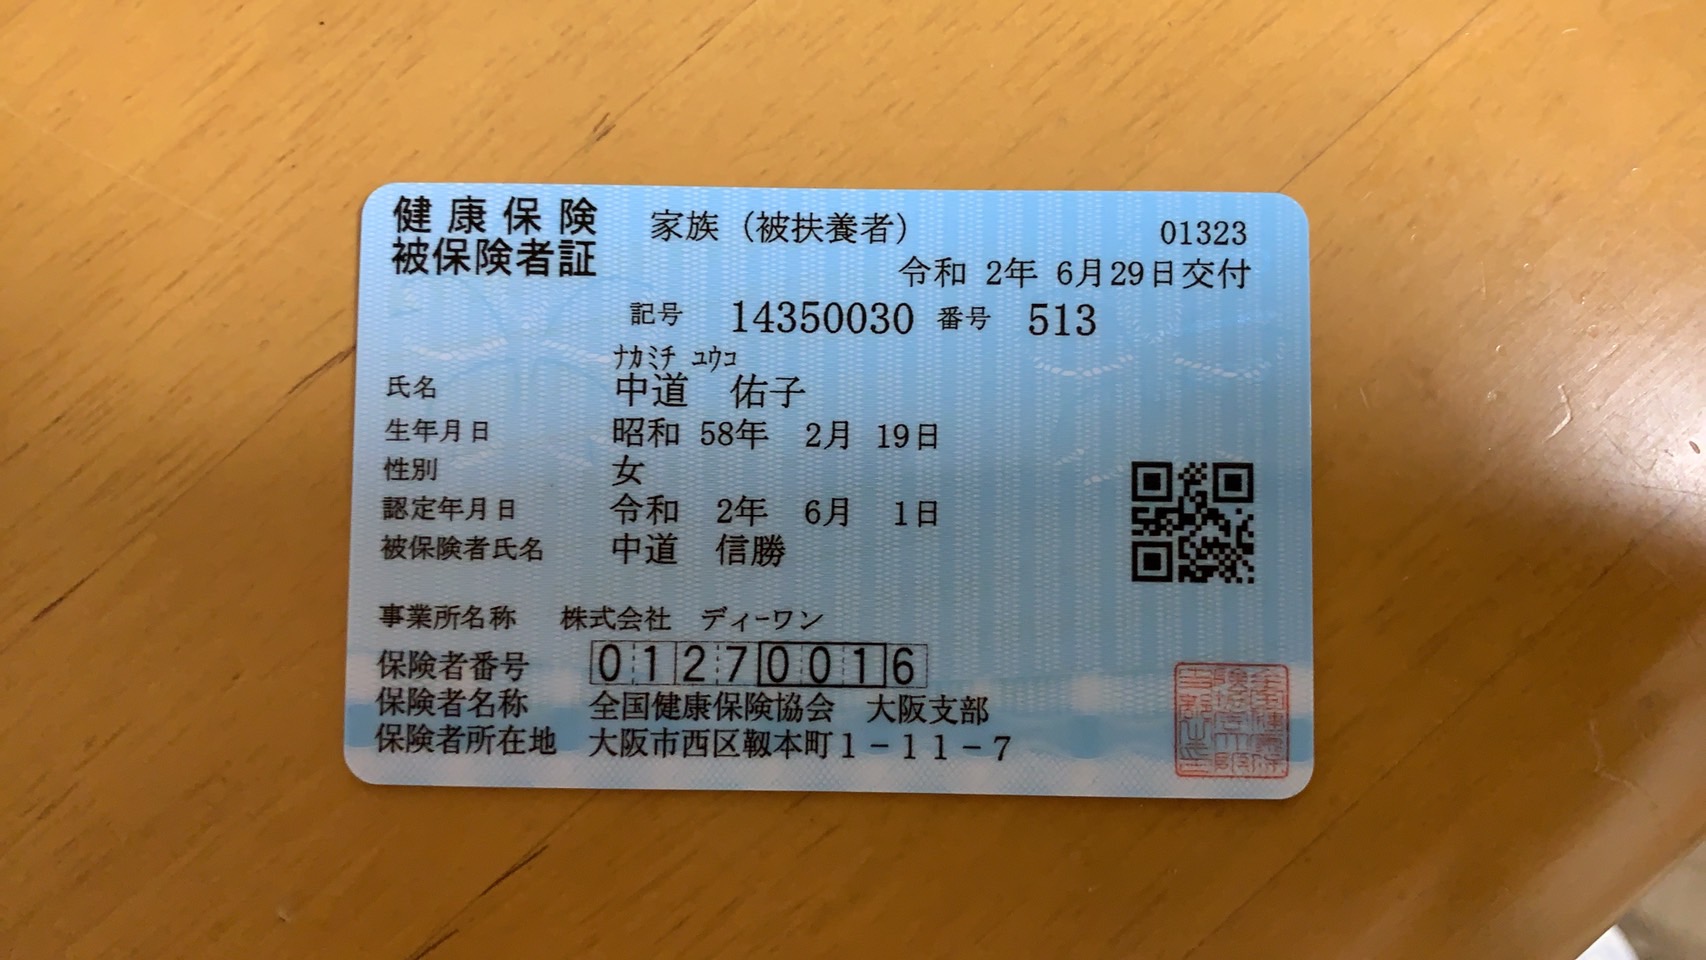 健康保険 家族（被扶養者） 01323
被保険者証
令和 2年 6月29日交付
記号 14350030 番号 513
ﾅｶﾐﾁ ﾕｳｺ
氏名 中道 佑子
生年月日 昭和 58年 2月 19日
性別 女
認定年月日 令和 2年 6月 1日
被保険者氏名 中道 信勝
事業所名称 株式会社 ディーワン
保険者番号 01270016
保険者名称 全国健康保険協会 大阪支部
保険者所在地 大阪市西区靱本町１－１１－７